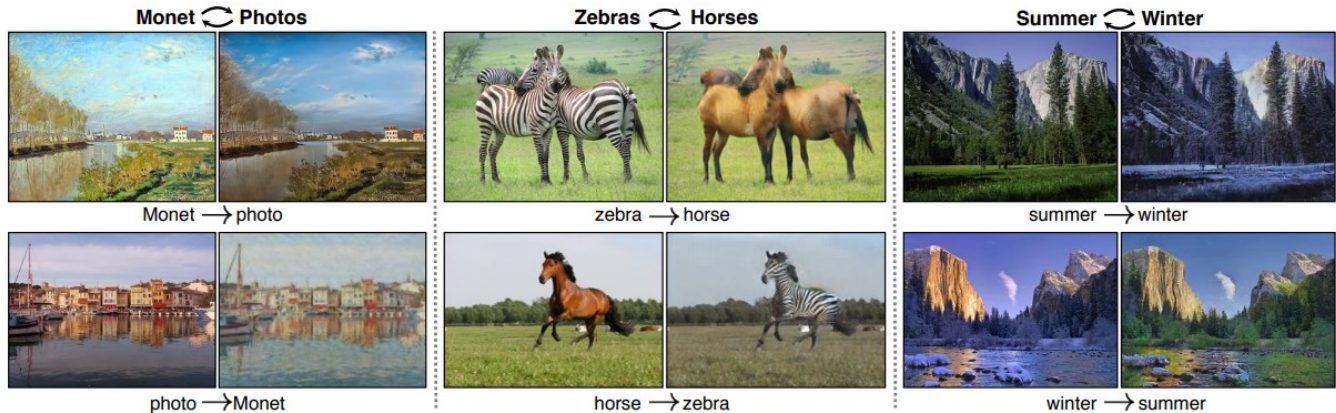 Monet ⇄ Photos
Zebras ⇄ Horses
Summer ⇄ Winter
Monet → photo
zebra → horse
summer → winter
photo → Monet
horse → zebra
winter → summer